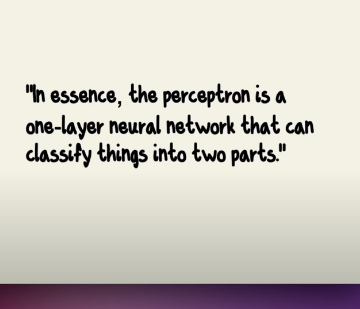 "In essence, the perceptron is a
one-layer neural network that can
classify things into two parts."